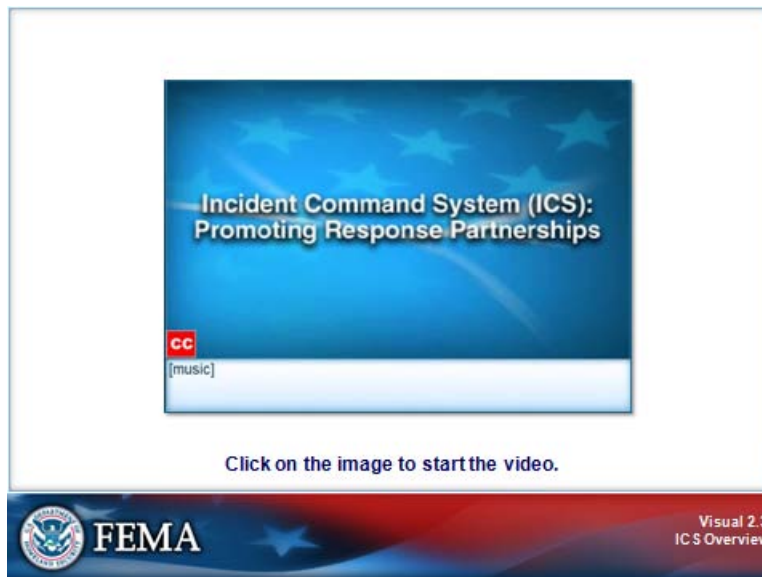 Incident Command System (ICS):
Promoting Response Partnerships
cc
[music]
Click on the image to start the video.
FEMA
Visual 2.3
ICS Overview